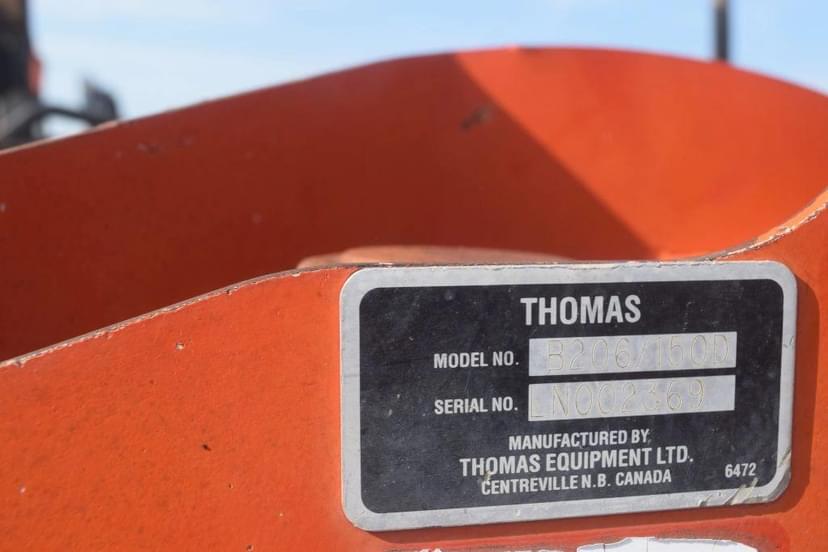 THOMAS
MODEL NO. B206/150D
SERIAL NO. LN002369
MANUFACTURED BY
THOMAS EQUIPMENT LTD.
CENTREVILLE N.B. CANADA 6472